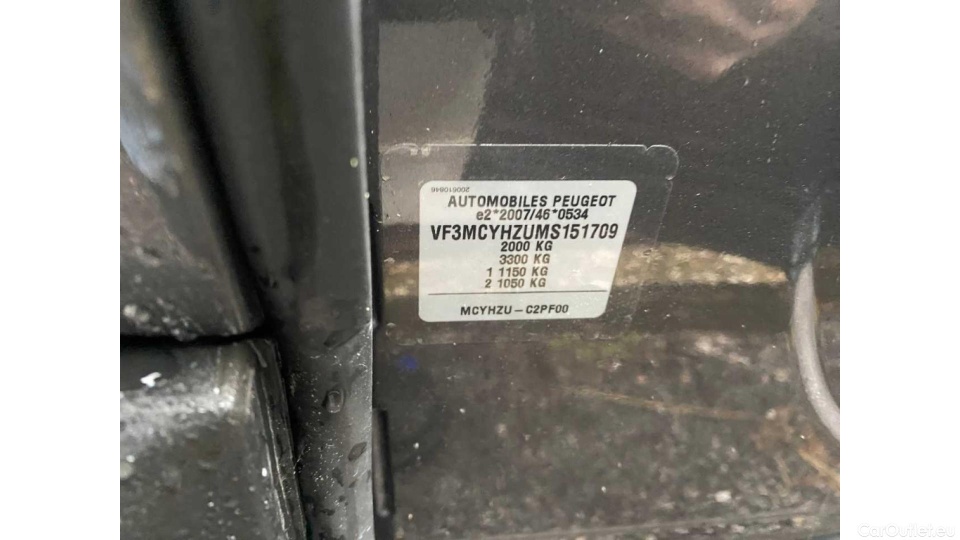 200610846
AUTOMOBILES PEUGEOT
e2*2007/46*0534
VF3MCYHZUMS151709
2000 KG
3300 KG
1 1150 KG
2 1050 KG
MCYHZU-C2PF00
CarOutlet.eu